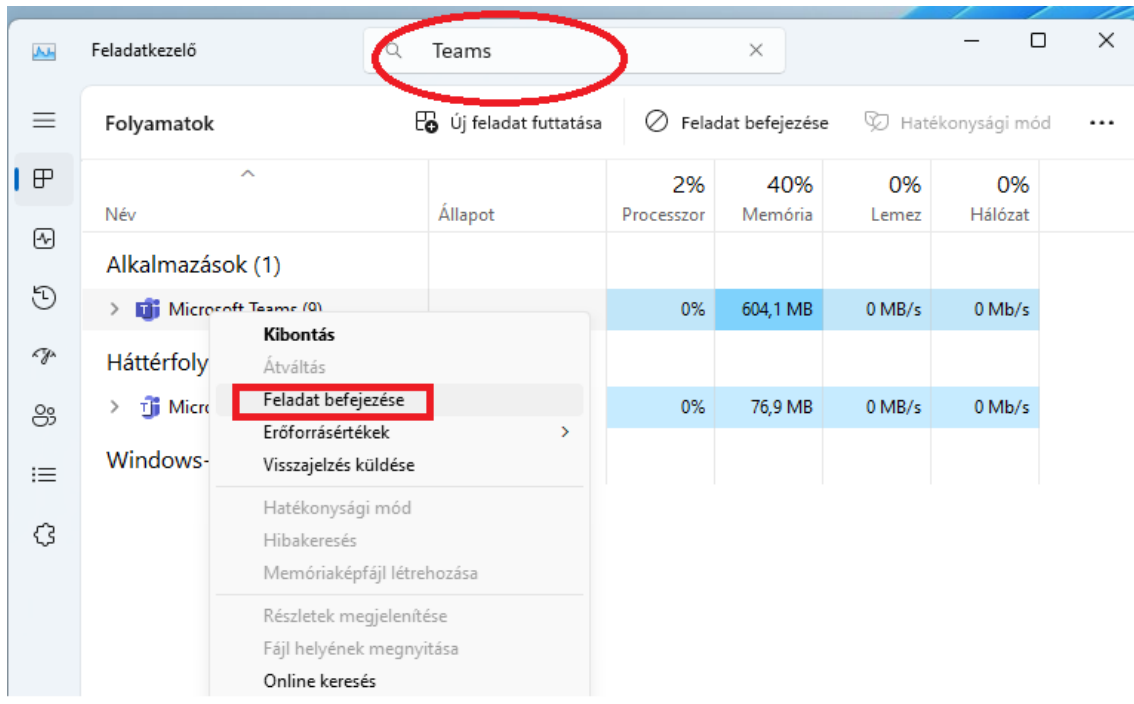 Feladatkezelő
Teams
Folyamatok Új feladat futtatása Feladat befejezése Hatékonysági mód
2% 40% 0% 0%
Név Állapot Processzor Memória Lemez Hálózat
Alkalmazások (1)
Microsoft Teams (9) 0% 604,1 MB 0 MB/s 0 Mb/s
Kibontás
Háttérfoly
Átváltás
Feladat befejezése
Micro 0% 76,9 MB 0 MB/s 0 Mb/s
Erőforrásértékek
Windows-
Visszajelzés küldése
Hatékonysági mód
Hibakeresés
Memóriaképfájl létrehozása
Részletek megjelenítése
Fájl helyének megnyitása
Online keresés